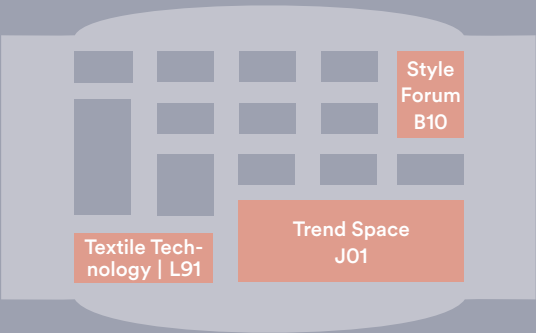 Style
Forum
B10
Trend Space
J01
Textile Tech-
nology | L91